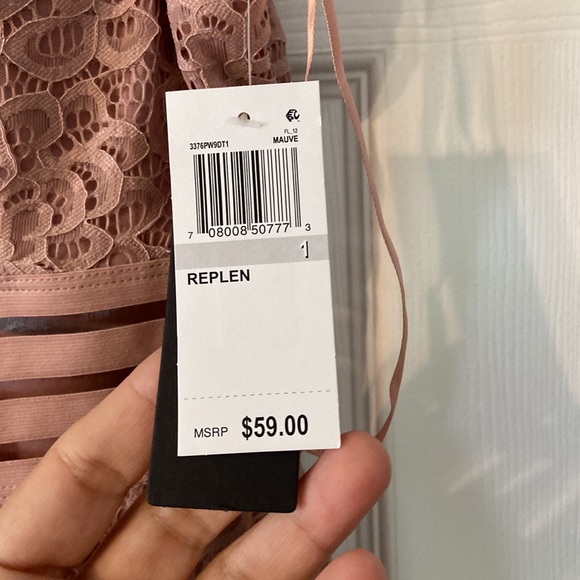 FL_12
3376PW9DT1 MAUVE
7 08008 50777 3
1
REPLEN
MSRP $59.00